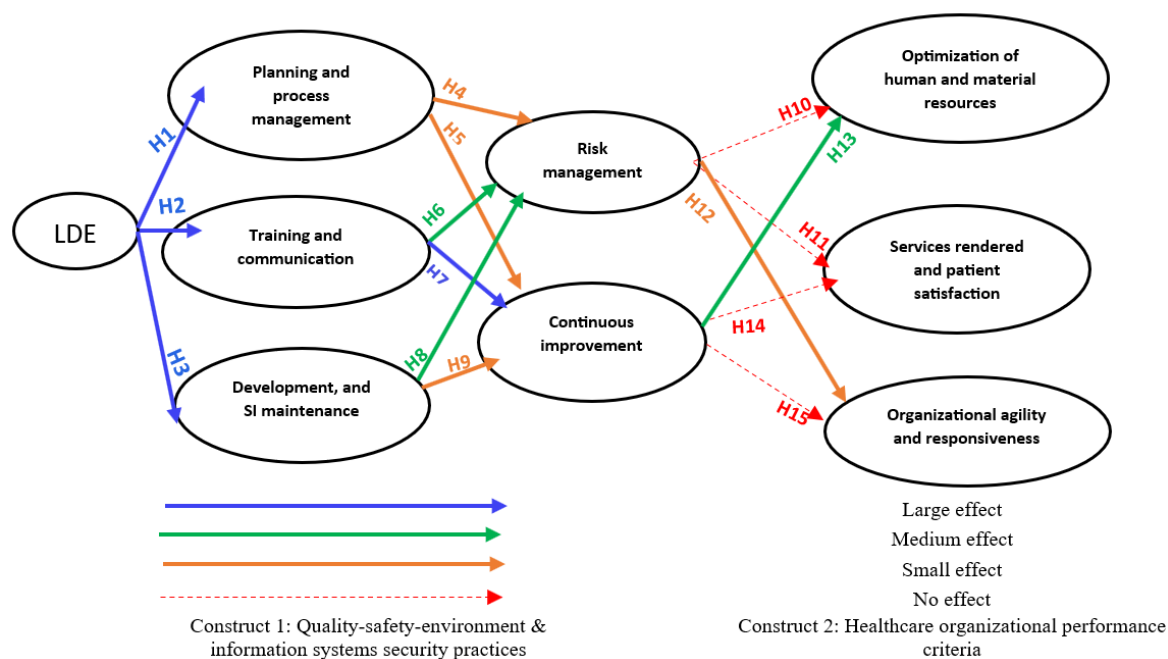 Planning and
process
management
H1
H4
H5
Optimization of
human and material
resources
H10
H13
Risk
management
LDE
H2
Training and
communication
H6
H7
H12
H11
Services rendered
and patient
satisfaction
H3
H8
Continuous
improvement
H14
Development, and
SI maintenance
H9
H15
Organizational agility
and responsiveness
Large effect
Medium effect
Small effect
No effect
Construct 1: Quality-safety-environment &
information systems security practices
Construct 2: Healthcare organizational performance
criteria